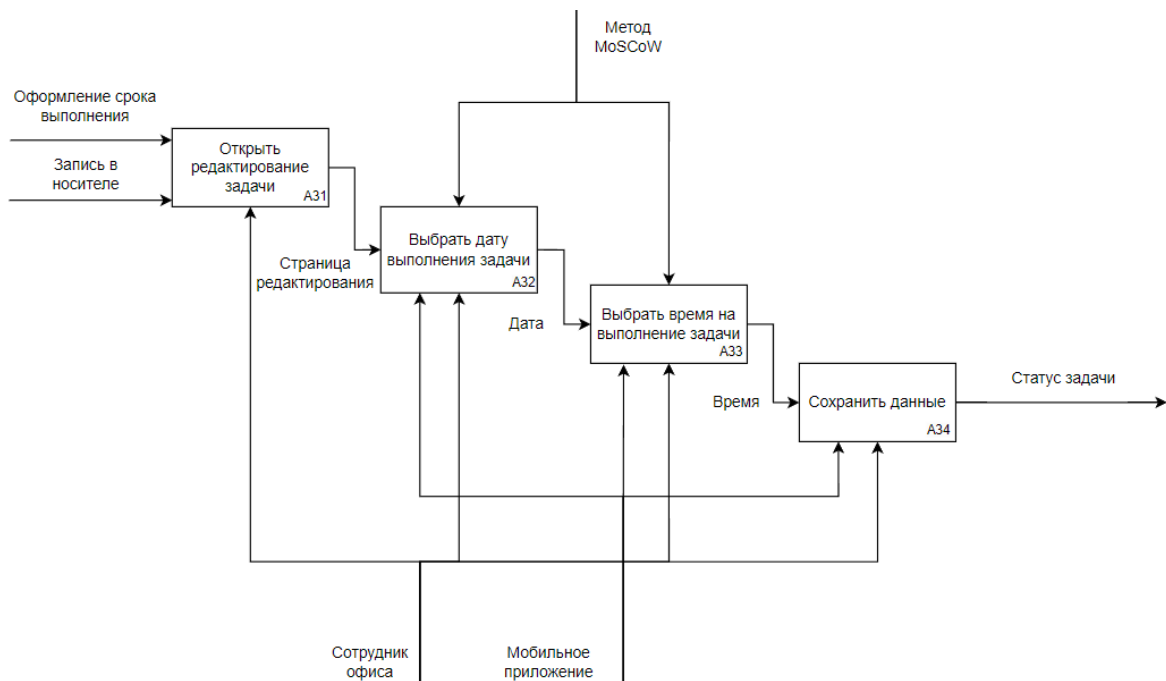 Метод
MoSCoW
Оформление срока
выполнения
Запись в
носителе
Открыть
редактирование
задачи
A31
Страница
редактирования
Выбрать дату
выполнения задачи
A32
Дата
Выбрать время на
выполнение задачи
A33
Время
Сохранить данные
A34
Статус задачи
Сотрудник
офиса
Мобильное
приложение